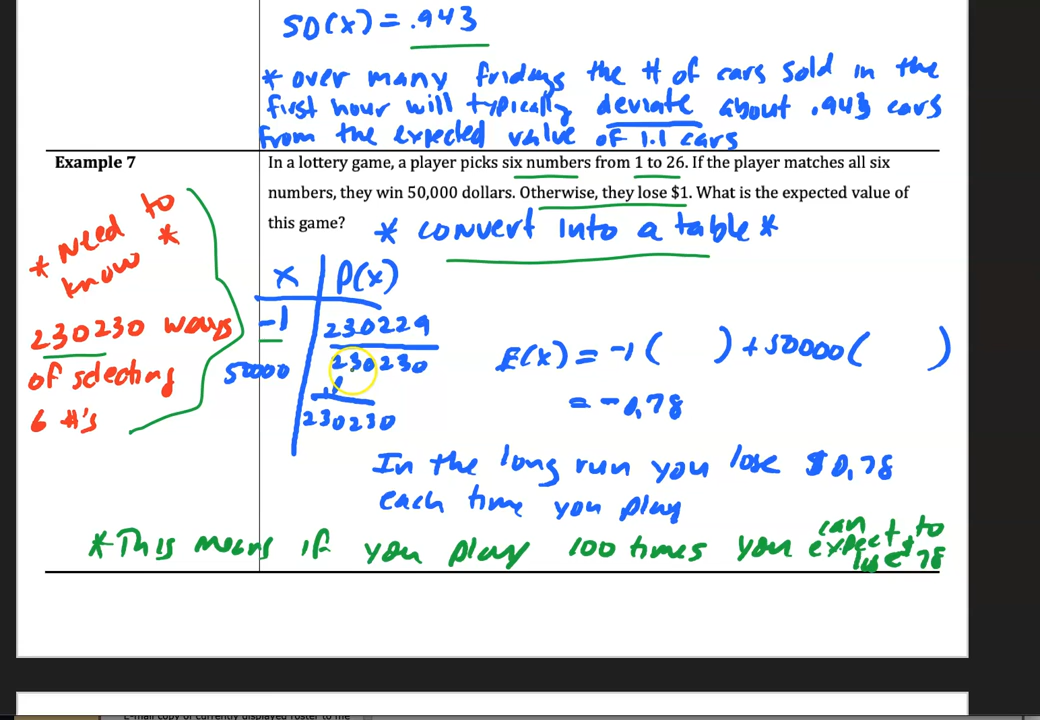 SD(X) = .943
* over many fridays the # of cars sold in the
first hour will typically deviate about .943 cars
from the expected value of 1.1 cars
Example 7
In a lottery game, a player picks six numbers from 1 to 26. If the player matches all six
numbers, they win 50,000 dollars. Otherwise, they lose $1. What is the expected value of
this game?
* convert into a table *
* Need to
know *
230230 ways
of selecting
6 #'s
X P(X)
-1 230229
230230
50000 1
230230
E(X) = -1( ) + 50000( )
= -0.78
In the long run you lose $0.78
each time you play
* This means if you play 100 times you can expect to
lose $78